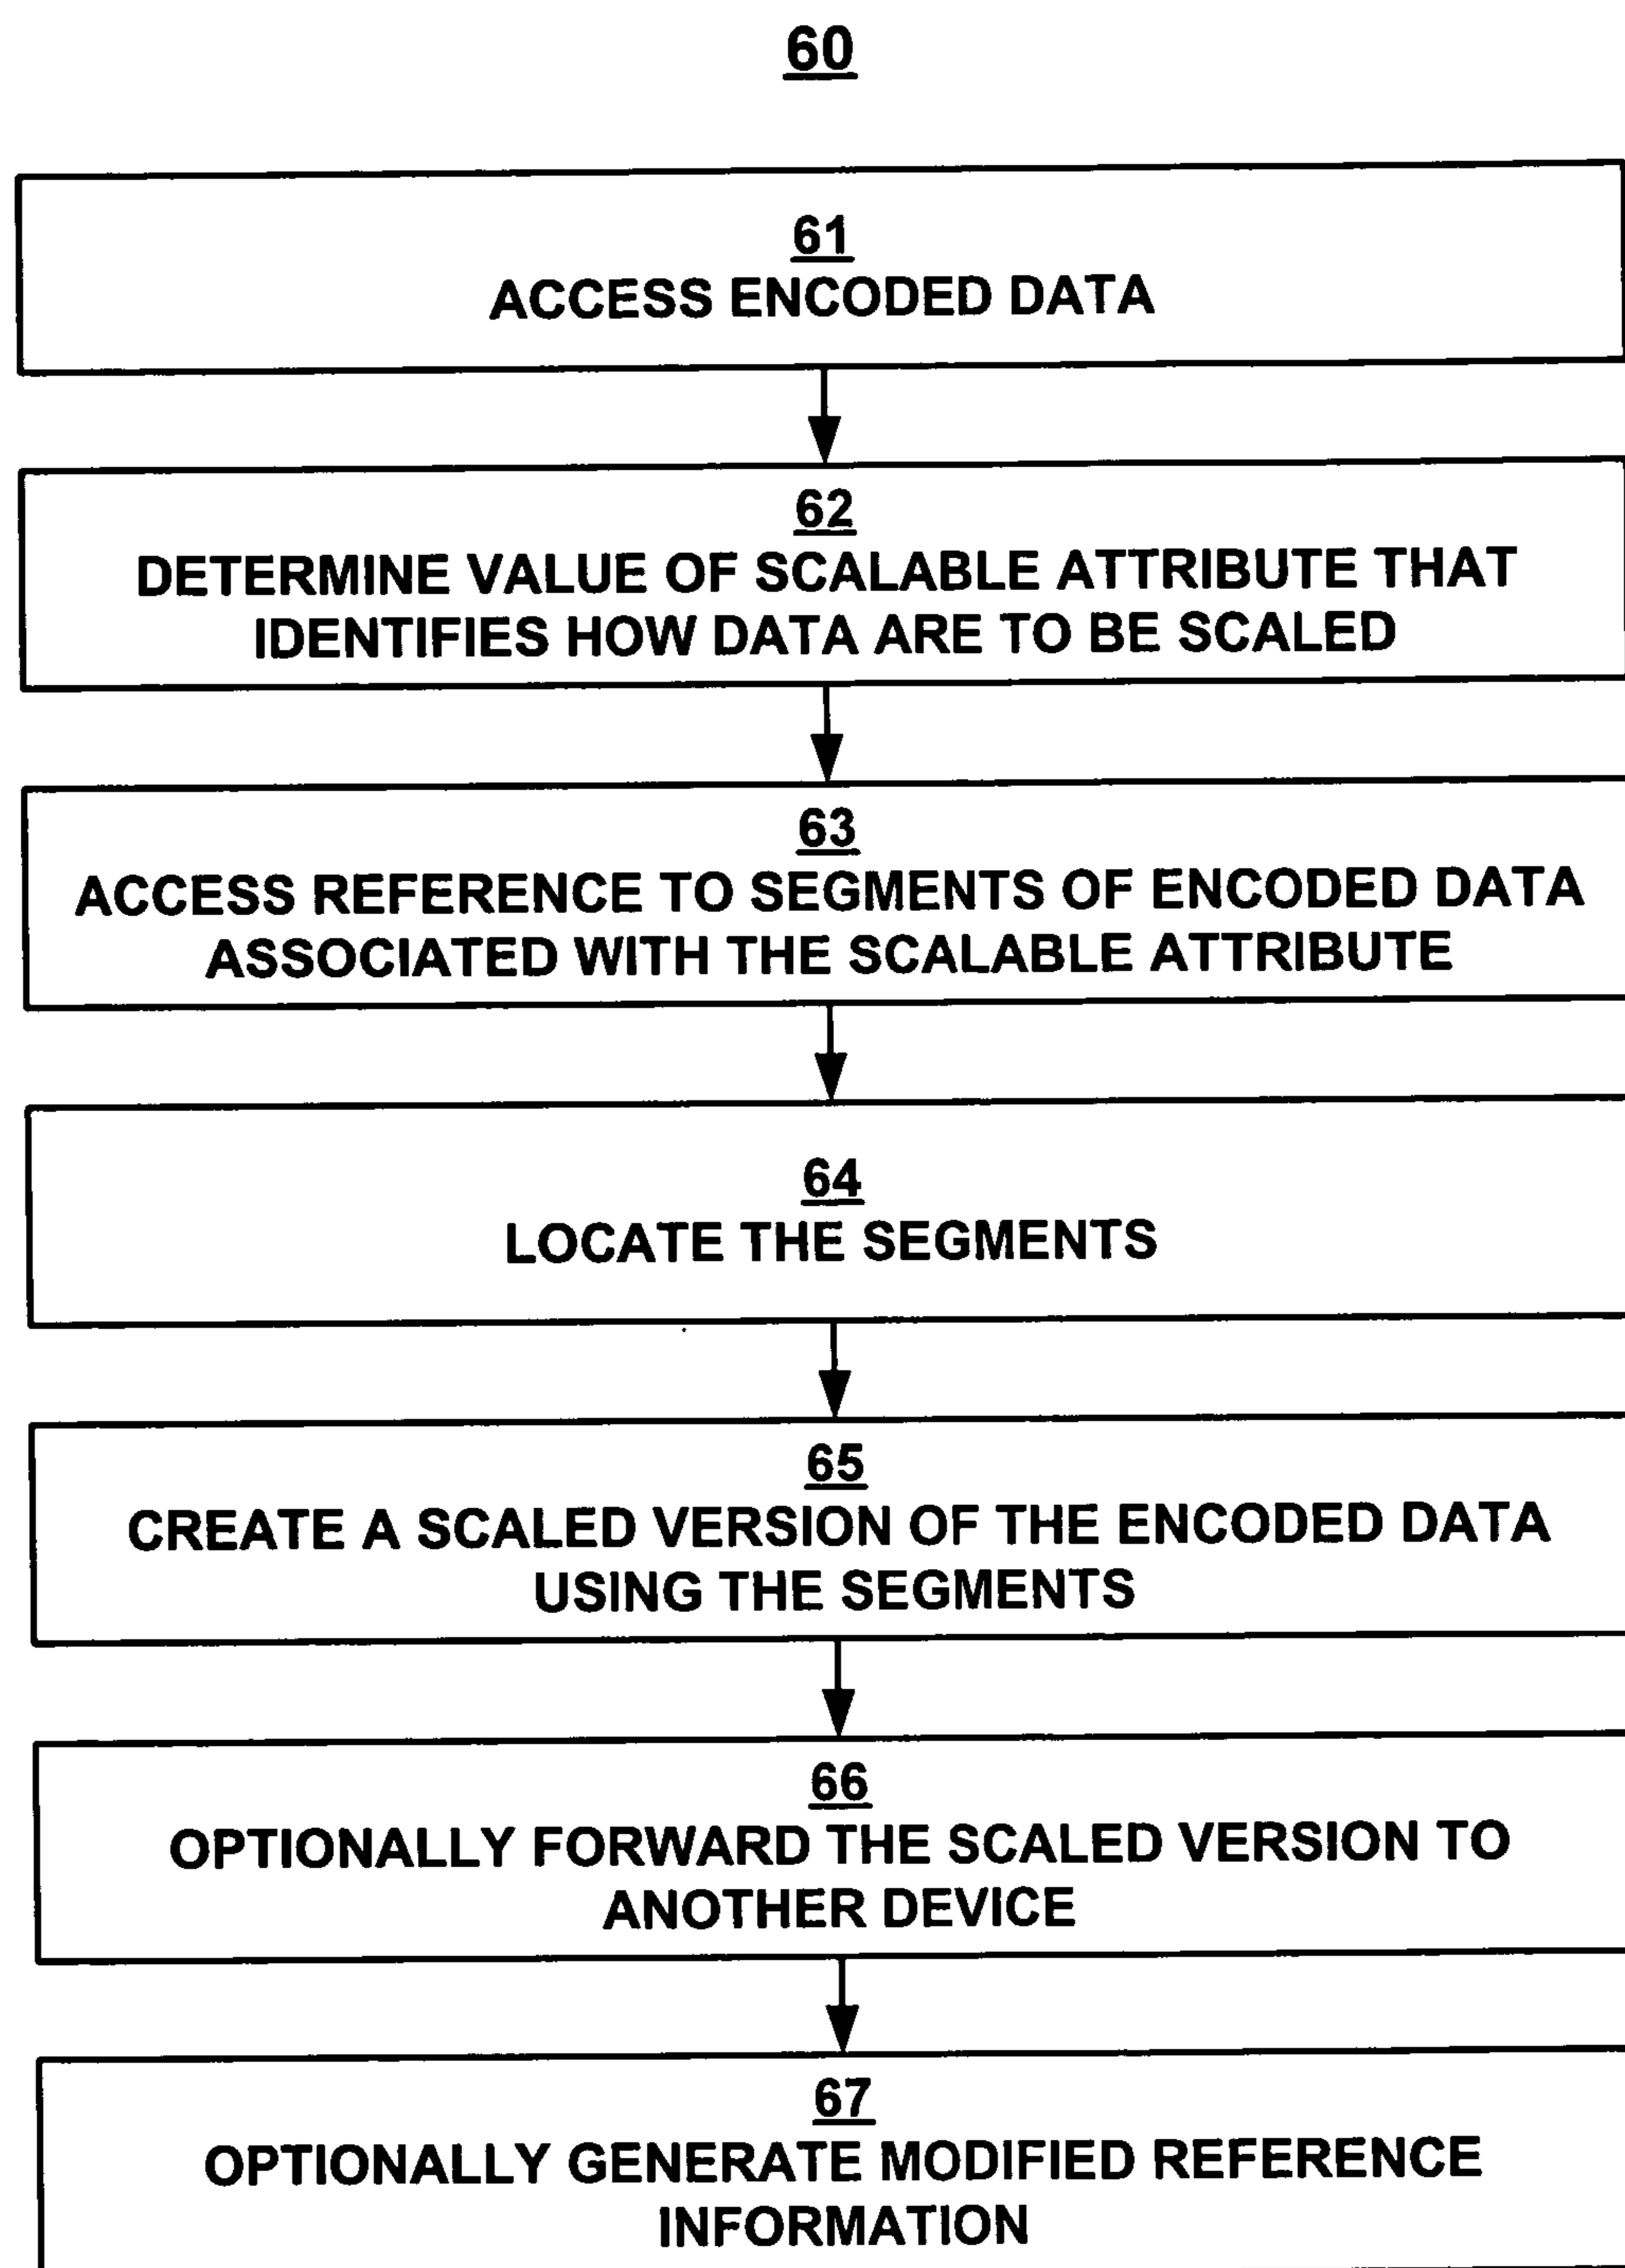 60
61
ACCESS ENCODED DATA
62
DETERMINE VALUE OF SCALABLE ATTRIBUTE THAT
IDENTIFIES HOW DATA ARE TO BE SCALED
63
ACCESS REFERENCE TO SEGMENTS OF ENCODED DATA
ASSOCIATED WITH THE SCALABLE ATTRIBUTE
64
LOCATE THE SEGMENTS
65
CREATE A SCALED VERSION OF THE ENCODED DATA
USING THE SEGMENTS
66
OPTIONALLY FORWARD THE SCALED VERSION TO
ANOTHER DEVICE
67
OPTIONALLY GENERATE MODIFIED REFERENCE
INFORMATION